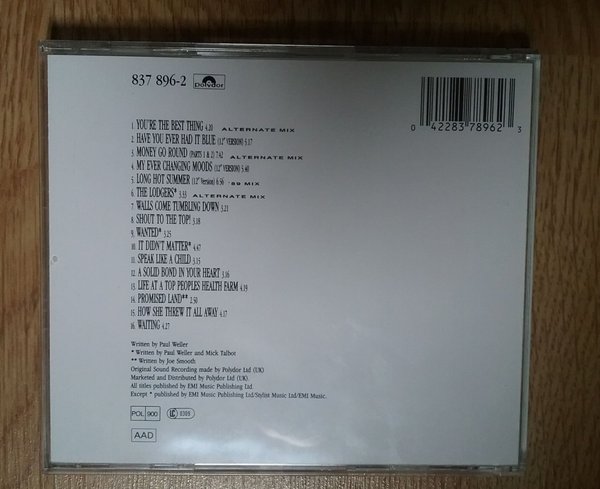 837 896-2 polydor
1. YOU'RE THE BEST THING 4.20 ALTERNATE MIX
2. HAVE YOU EVER HAD IT BLUE (12" VERSION) 5.17
3. MONEY GO ROUND (PARTS 1 & 2) 7.42 ALTERNATE MIX
4. MY EVER CHANGING MOODS (12" VERSION) 5.40
5. LONG HOT SUMMER (12" Version) 6.56 '89 MIX
6. THE LODGERS* 3.33 ALTERNATE MIX
7. WALLS COME TUMBLING DOWN 3.21
8. SHOUT TO THE TOP! 3.18
9. WANTED* 3.25
10. IT DIDN'T MATTER* 4.47
11. SPEAK LIKE A CHILD 3.15
12. A SOLID BOND IN YOUR HEART 3.16
13. LIFE AT A TOP PEOPLES HEALTH FARM 4.19
14. PROMISED LAND** 2.50
15. HOW SHE THREW IT ALL AWAY 4.17
16. WAITING 4.27
Written by Paul Weller
* Written by Paul Weller and Mick Talbot
** Written by Joe Smooth
Original Sound Recording made by Polydor Ltd (UK)
Marketed and Distributed by Polydor Ltd (UK).
All titles published by EMI Music Publishing Ltd.
Except * published by EMI Music Publishing Ltd/Stylist Music Ltd/EMI Music.
POL 900 LC 0309
AAD
0 42283 78962 3